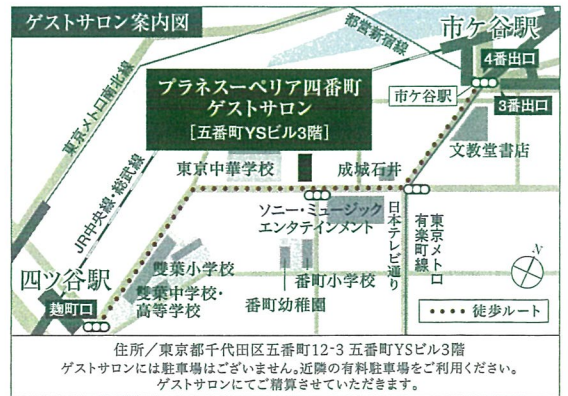 ゲストサロン案内図
都営新宿線
市ケ谷駅
4番出口
市ケ谷駅
3番出口
東京メトロ南北線
プラネスーペリア四番町
ゲストサロン
[五番町YSビル3階]
文教堂書店
東京中華学校
成城石井
JR中央線・総武線
ソニー・ミュージック
エンタテインメント
日本テレビ通り
東京メトロ
有楽町線
N
四ツ谷駅
麹町口
雙葉小学校
雙葉中学校・
高等学校
番町小学校
番町幼稚園
徒歩ルート
住所/東京都千代田区五番町12-3 五番町YSビル3階
ゲストサロンには駐車場はございません。近隣の有料駐車場をご利用ください。
ゲストサロンにてご精算させていただきます。